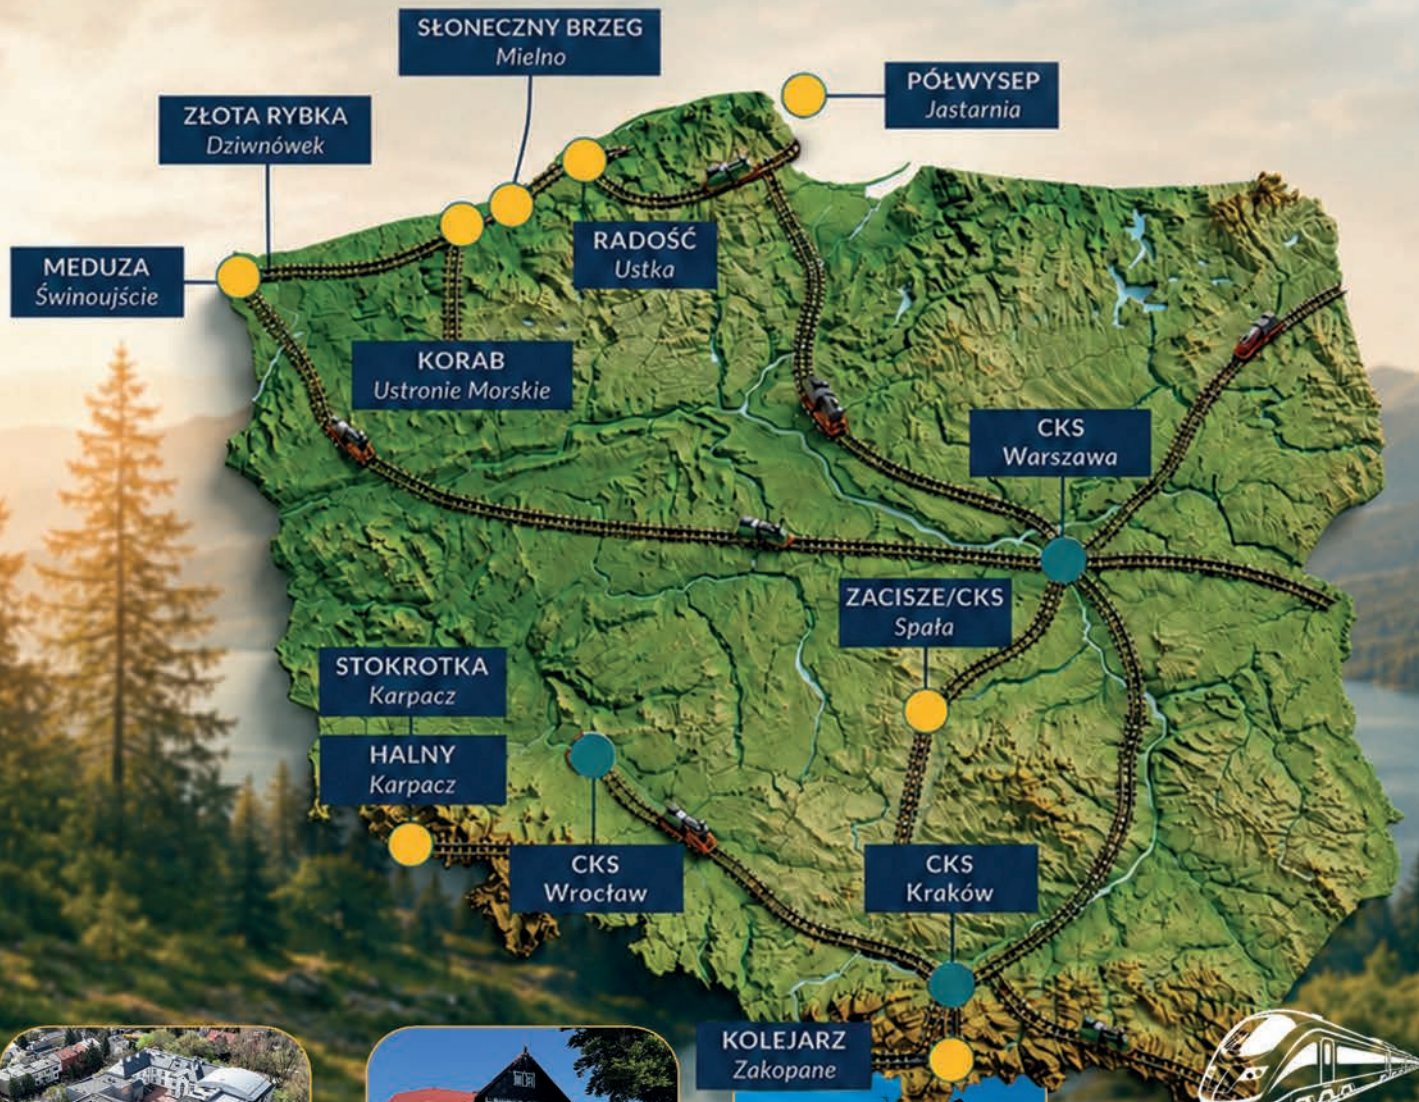 SŁONECZNY BRZEG
Mielno
PÓŁWYSEP
Jastarnia
ZŁOTA RYBKA
Dziwnówek
RADOŚĆ
Ustka
MEDUZA
Świnoujście
KORAB
Ustronie Morskie
CKS
Warszawa
ZACISZE/CKS
Spała
STOKROTKA
Karpacz
HALNY
Karpacz
CKS
Wrocław
CKS
Kraków
KOLEJARZ
Zakopane